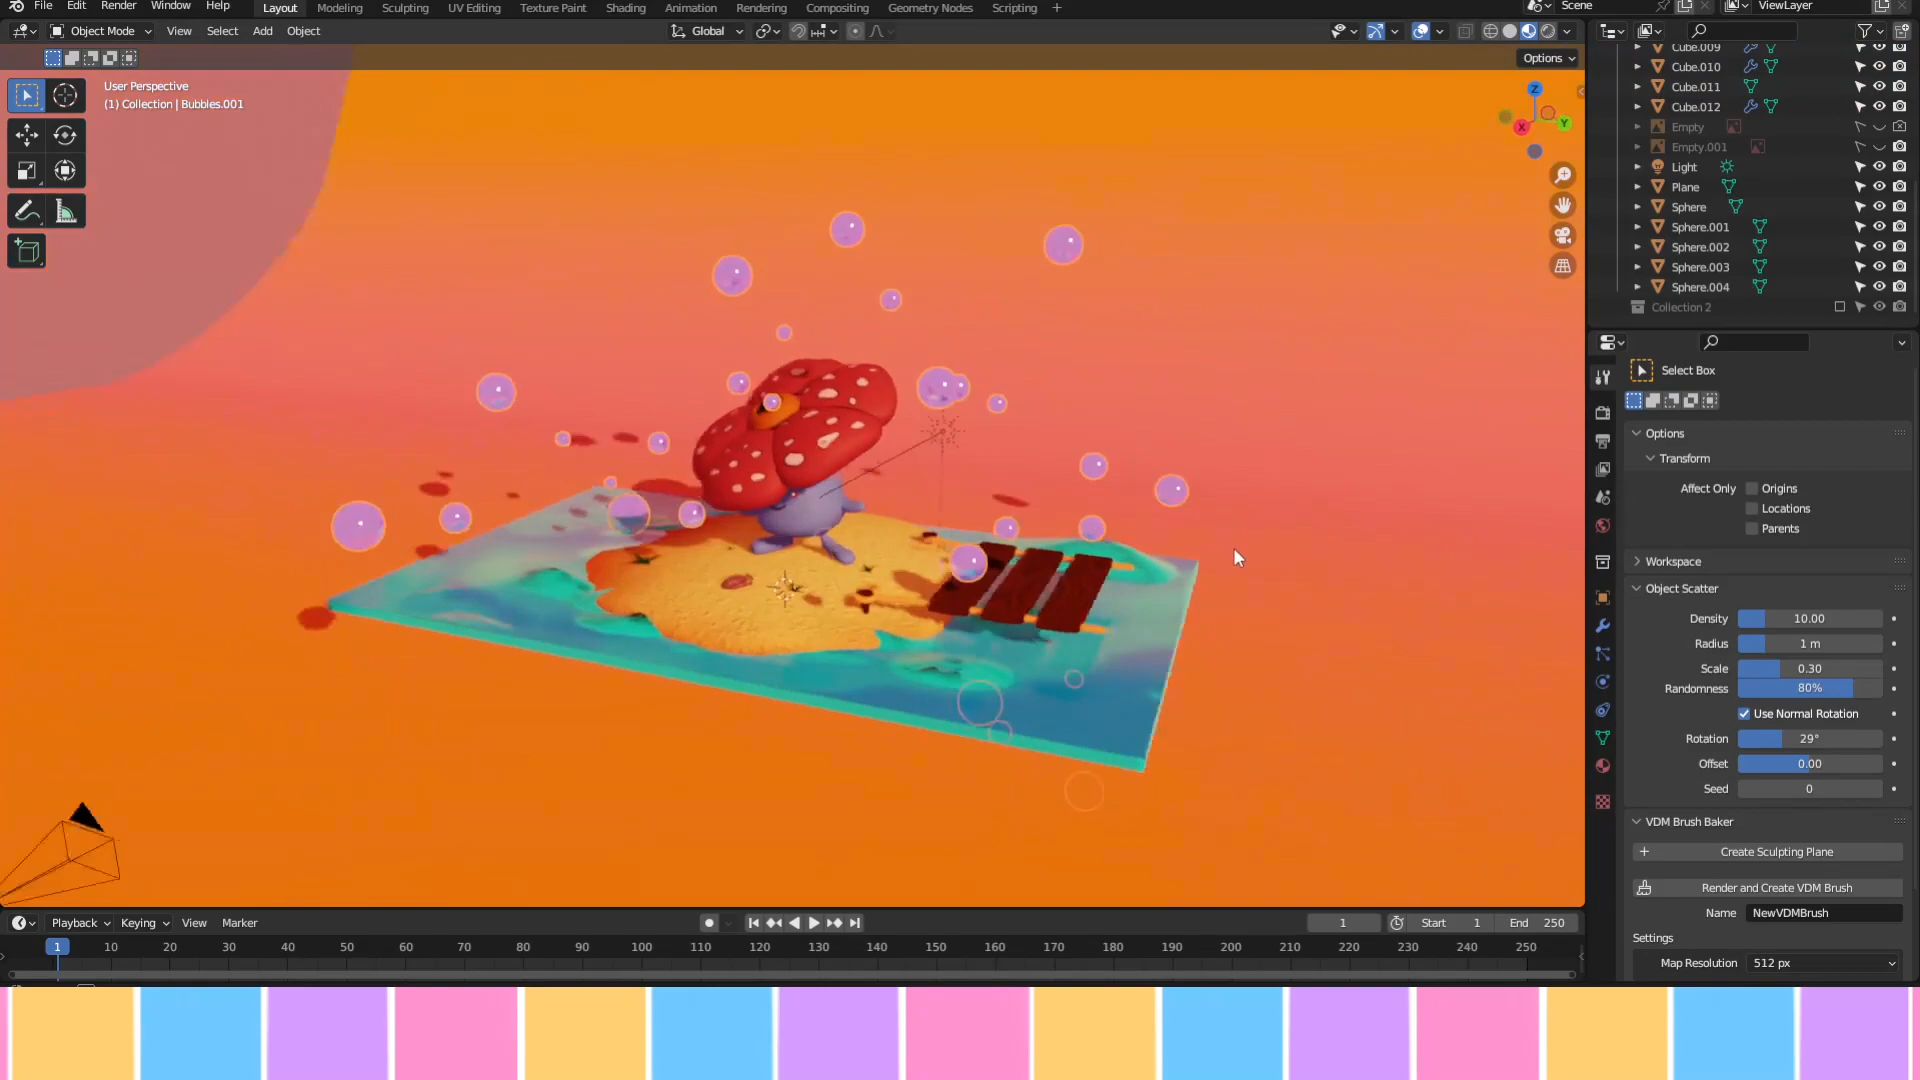 File Edit Render Window Help Layout Modeling Sculpting UV Editing Texture Paint Shading Animation Rendering Compositing Geometry Nodes Scripting Scene ViewLayer
Object Mode View Select Add Object Global
Options
User Perspective
(1) Collection | Bubbles.001
Z
X
Y
Cube.009
Cube.010
Cube.011
Cube.012
Empty
Empty.001
Light
Plane
Sphere
Sphere.001
Sphere.002
Sphere.003
Sphere.004
Collection 2
Select Box
Options
Transform
Affect Only Origins
Locations
Parents
Workspace
Object Scatter
Density 10.00
Radius 1 m
Scale 0.30
Randomness 80%
Use Normal Rotation
Rotation 29°
Offset 0.00
Seed 0
VDM Brush Baker
Create Sculpting Plane
Render and Create VDM Brush
Name NewVDMBrush
Settings
Map Resolution 512 px
Playback Keying View Marker 1 Start 1 End 250
1 10 20 30 40 50 60 70 80 90 100 110 120 130 140 150 160 170 180 190 200 210 220 230 240 250